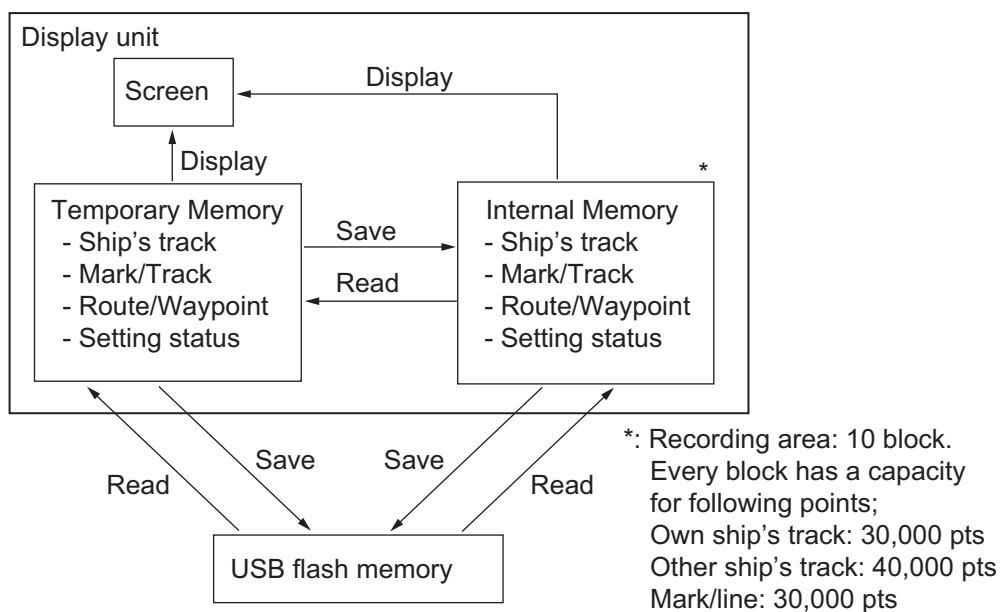 Display unit
Screen
Display
Display
*
Temporary Memory
- Ship's track
- Mark/Track
- Route/Waypoint
- Setting status
Save
Read
Internal Memory
- Ship's track
- Mark/Track
- Route/Waypoint
- Setting status
Read
Save
Save
Read
USB flash memory
*: Recording area: 10 block.
Every block has a capacity
for following points;
Own ship's track: 30,000 pts
Other ship's track: 40,000 pts
Mark/line: 30,000 pts